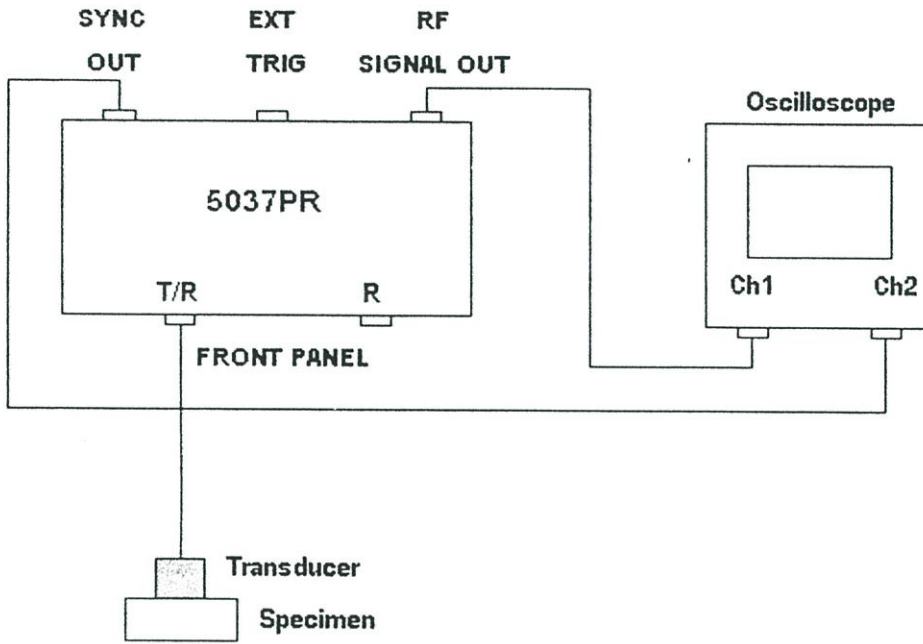 SYNC EXT RF
OUT TRIG SIGNAL OUT
Oscilloscope
5037PR
Ch1 Ch2
T/R R
FRONT PANEL
Transducer
Specimen